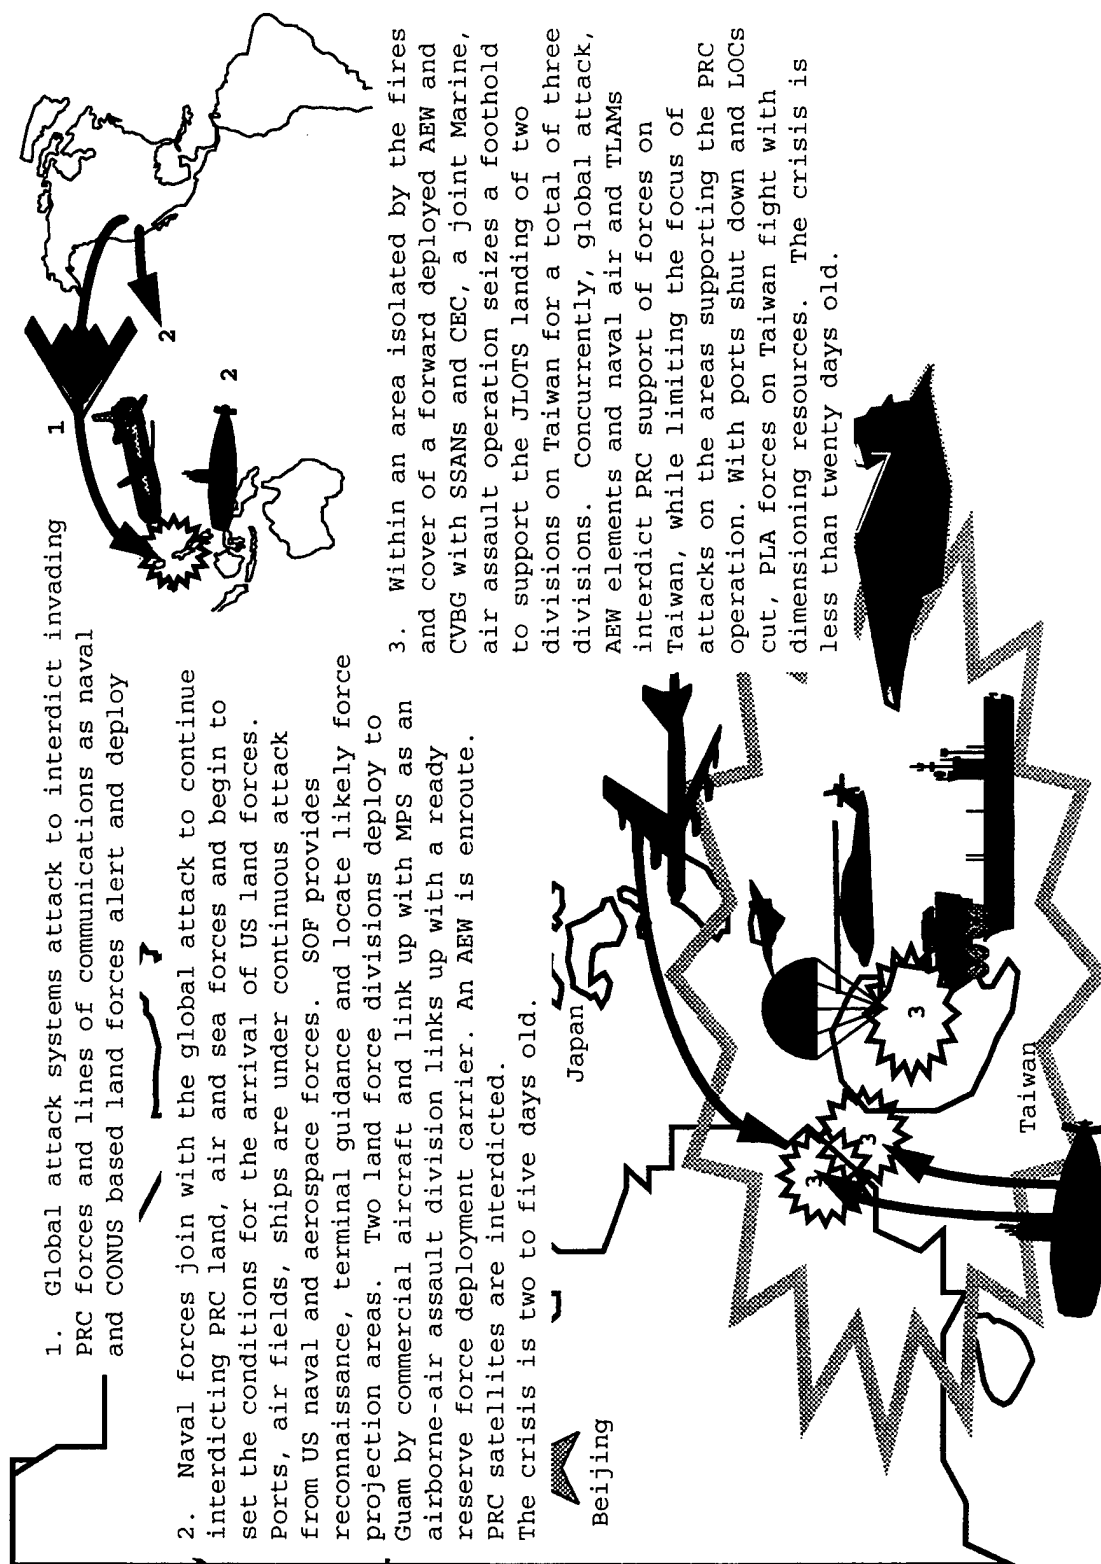 1. Global attack systems attack to interdict invading
PRC forces and lines of communications as naval
and CONUS based land forces alert and deploy
2. Naval forces join with the global attack to continue
interdicting PRC land, air and sea forces and begin to
set the conditions for the arrival of US land forces.
Ports, air fields, ships are under continuous attack
from US naval and aerospace forces. SOF provides
reconnaissance, terminal guidance and locate likely force
projection areas. Two land force divisions deploy to
Guam by commercial aircraft and link up with MPS as an
airborne-air assault division links up with a ready
reserve force deployment carrier. An AEW is enroute.
PRC satellites are interdicted.
The crisis is two to five days old.
1
2
2
3. Within an area isolated by the fires
and cover of a forward deployed AEW and
CVBG with SSANs and CEC, a joint Marine,
air assault operation seizes a foothold
to support the JLOTS landing of two
divisions on Taiwan for a total of three
divisions. Concurrently, global attack,
AEW elements and naval air and TLAMs
interdict PRC support of forces on
Taiwan, while limiting the focus of
attacks on the areas supporting the PRC
operation. With ports shut down and LOCs
cut, PLA forces on Taiwan fight with
dimensioning resources. The crisis is
less than twenty days old.
Beijing
Japan
3
3
3
Taiwan